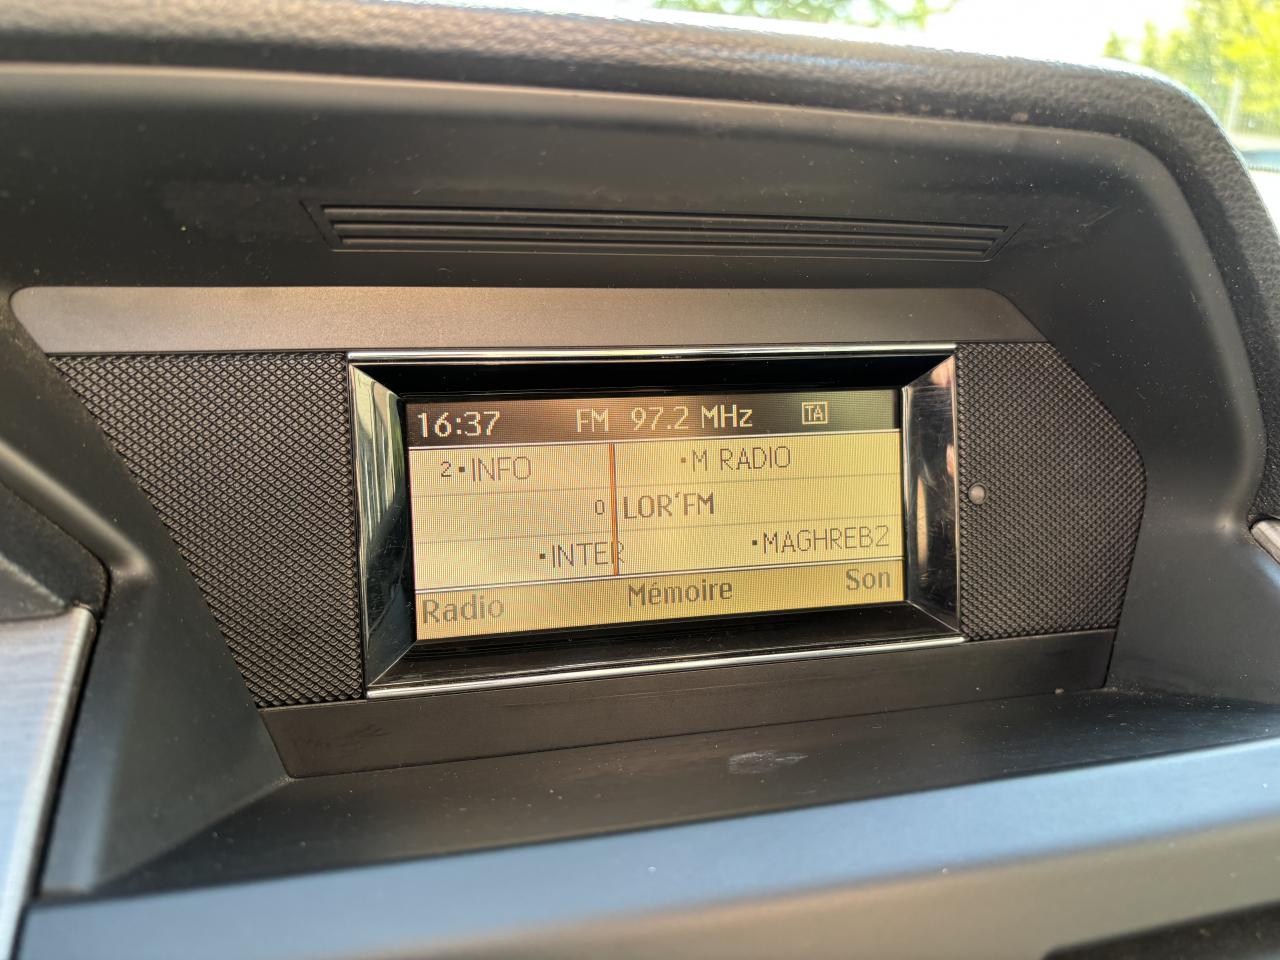 16:37 FM 97.2 MHz TA
2▪INFO ▪M RADIO
0 LOR'FM
▪INTER ▪MAGHREB2
Radio Mémoire Son